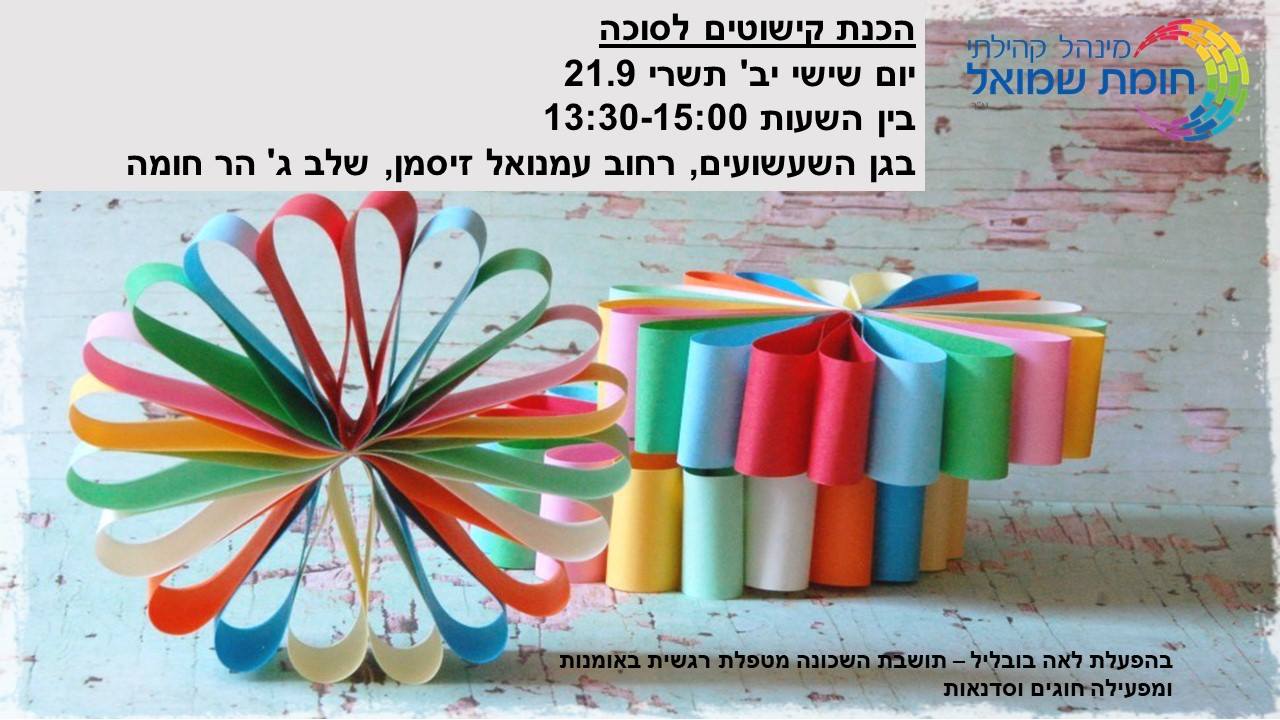 הכנת קישוטים לסוכה
יום שישי יב' תשרי 21.9
בין השעות 13:30-15:00
בגן השעשועים, רחוב עמנואל זיסמן, שלב ג' הר חומה
מינהל קהילתי
חומת שמואל
בהפעלת לאה בובליל – תושבת השכונה מטפלת רגשית באומנות
ומפעילה חוגים וסדנאות